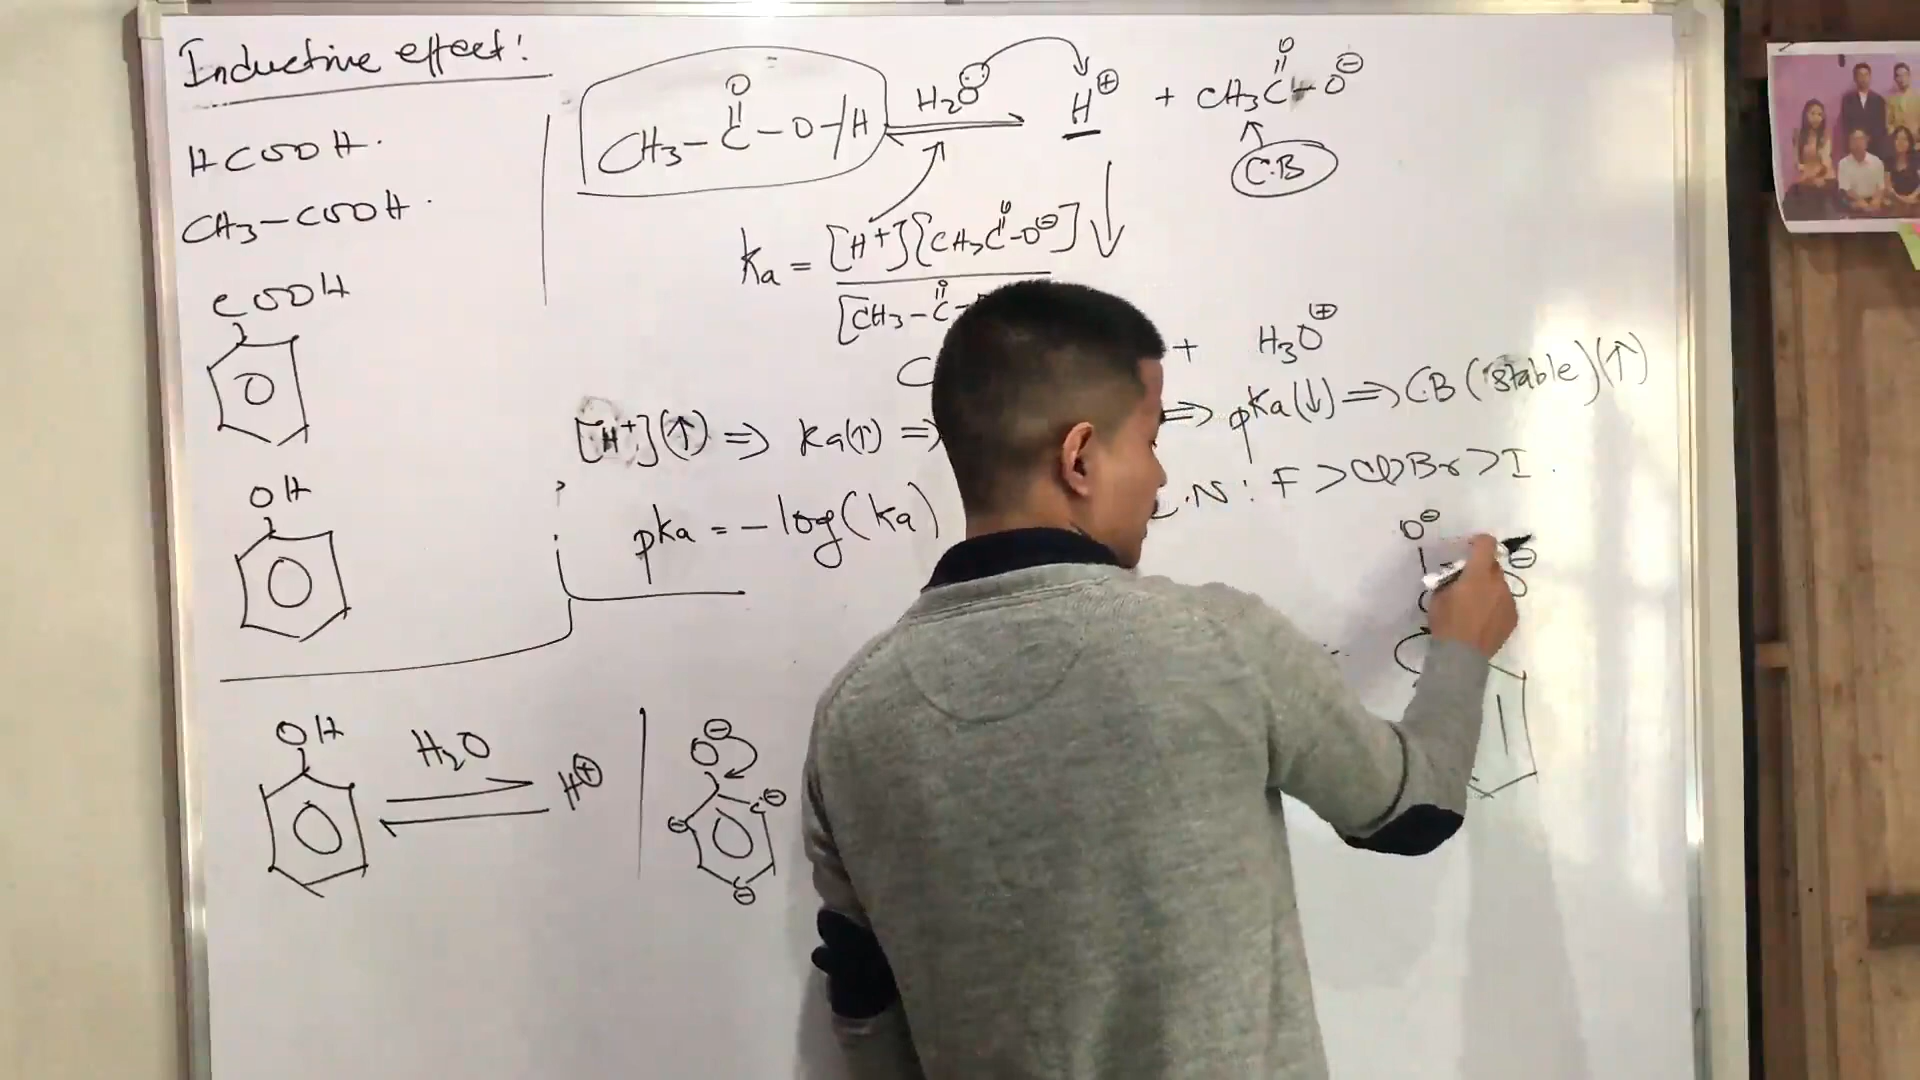 Inductive effect!
HCOOH.
CH3-COOH.
COOH
OH
O
||
CH3-C-O-H
H2O
H⊕ + CH3C-O⊖
O
||
C.B
Ka = [H+][CH3C-O⊖]
O
||
[CH3-C-
O
||
+ H3O⊕
[H+](↑) ⇒ Ka(↑) ⇒
⇒ pKa(↓) ⇒ CB (stable)(↑)
.N : F > Cl > Br > I.
pKa = -log(Ka)
O⊖
⊖
OH
H2O
H⊕
O⊖
C⊖
⊖
⊖